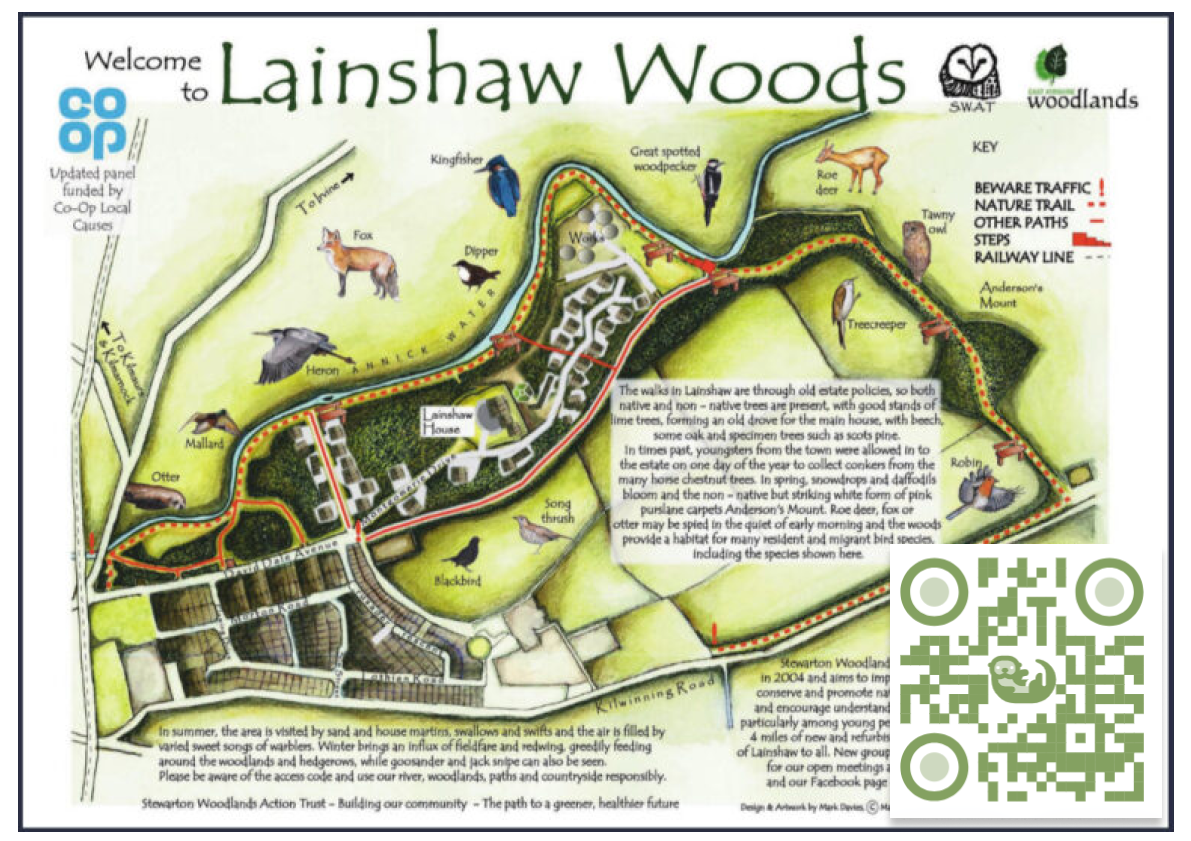 Welcome
to Lainshaw Woods
CO
OP
Updated panel
funded by
Co-Op Local
Causes
S.W.A.T
EAST AYRSHIRE
woodlands
KEY
BEWARE TRAFFIC
NATURE TRAIL
OTHER PATHS
STEPS
RAILWAY LINE
To Irvine
Kingfisher
Great spotted
woodpecker
Roe
deer
Tawny
owl
Fox
Dipper
Works
Anderson's
Mount
Treecreeper
ANNICK WATER
Heron
To Kilmaurs
& Kilmarnock
Mallard
Lainshaw
House
Otter
Montgomerie Drive
Song
thrush
Blackbird
Robin
The walks in Lainshaw are through old estate policies, so both
native and non – native trees are present, with good stands of
lime trees, forming an old drove for the main house, with beech,
some oak and specimen trees such as scots pine.
In times past, youngsters from the town were allowed in to
the estate on one day of the year to collect conkers from the
many horse chestnut trees. In spring, snowdrops and daffodils
bloom and the non – native but striking white form of pink
purslane carpets Anderson's Mount. Roe deer, fox or
otter may be spied in the quiet of early morning and the woods
provide a habitat for many resident and migrant bird species,
including the species shown here.
David Dale Avenue
Morton Road
Lothian Road
Kilwinning Road
Stewarton Woodland
in 2004 and aims to imp
conserve and promote na
and encourage understand
particularly among young pe
4 miles of new and refurbis
of Lainshaw to all. New group
for our open meetings a
and our Facebook page
In summer, the area is visited by sand and house martins, swallows and swifts and the air is filled by
varied sweet songs of warblers. Winter brings an influx of fieldfare and redwing, greedily feeding
around the woodlands and hedgerows, while goosander and jack snipe can also be seen.
Please be aware of the access code and use our river, woodlands, paths and countryside responsibly.
Stewarton Woodlands Action Trust – Building our community – The path to a greener, healthier future
Design & Artwork by Mark Davies. © Ma